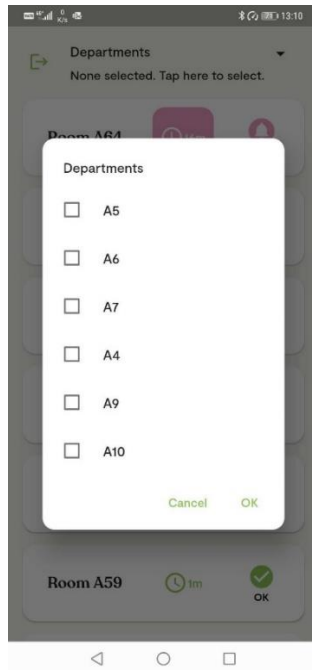 0
K/s
13:10
Departments
None selected. Tap here to select.
Room A64
Departments
A5
A6
A7
A4
A9
A10
Cancel
OK
Room A59
1m
OK